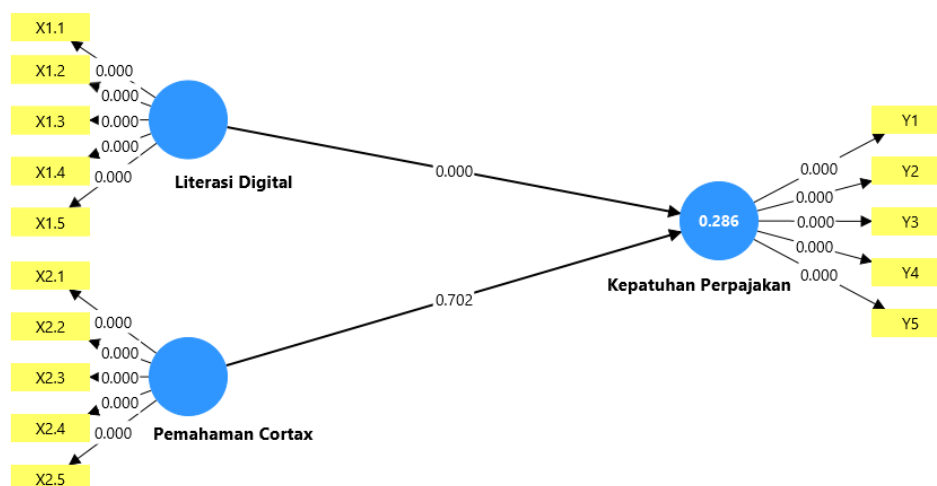 X1.1
X1.2
X1.3
X1.4
X1.5
0.000
0.000
0.000
0.000
0.000
Literasi Digital
0.000
X2.1
X2.2
X2.3
X2.4
X2.5
0.000
0.000
0.000
0.000
0.000
Pemahaman Cortax
0.702
0.286
Kepatuhan Perpajakan
0.000
0.000
0.000
0.000
0.000
Y1
Y2
Y3
Y4
Y5